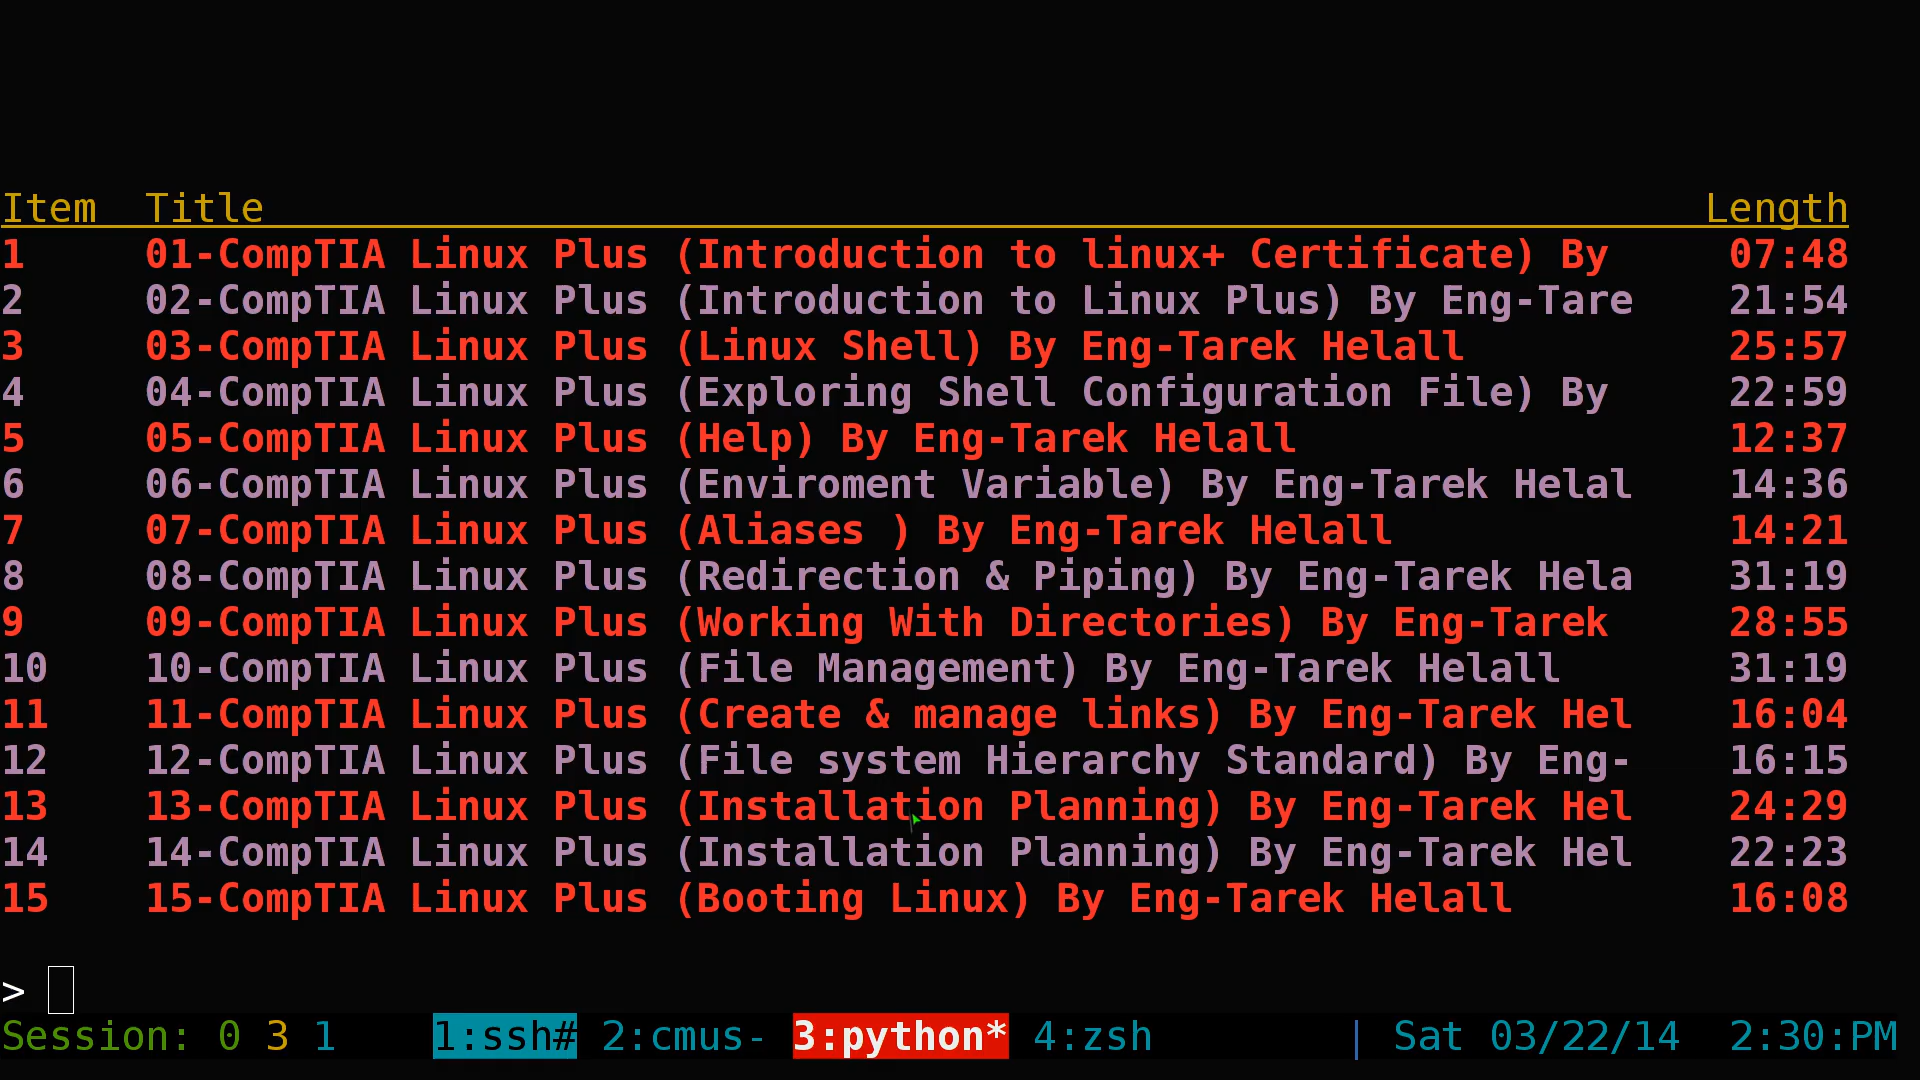 Item Title Length
1 01-CompTIA Linux Plus (Introduction to linux+ Certificate) By 07:48
2 02-CompTIA Linux Plus (Introduction to Linux Plus) By Eng-Tare 21:54
3 03-CompTIA Linux Plus (Linux Shell) By Eng-Tarek Helall 25:57
4 04-CompTIA Linux Plus (Exploring Shell Configuration File) By 22:59
5 05-CompTIA Linux Plus (Help) By Eng-Tarek Helall 12:37
6 06-CompTIA Linux Plus (Enviroment Variable) By Eng-Tarek Helal 14:36
7 07-CompTIA Linux Plus (Aliases ) By Eng-Tarek Helall 14:21
8 08-CompTIA Linux Plus (Redirection & Piping) By Eng-Tarek Hela 31:19
9 09-CompTIA Linux Plus (Working With Directories) By Eng-Tarek 28:55
10 10-CompTIA Linux Plus (File Management) By Eng-Tarek Helall 31:19
11 11-CompTIA Linux Plus (Create & manage links) By Eng-Tarek Hel 16:04
12 12-CompTIA Linux Plus (File system Hierarchy Standard) By Eng- 16:15
13 13-CompTIA Linux Plus (Installation Planning) By Eng-Tarek Hel 24:29
14 14-CompTIA Linux Plus (Installation Planning) By Eng-Tarek Hel 22:23
15 15-CompTIA Linux Plus (Booting Linux) By Eng-Tarek Helall 16:08
>
Session: 0 3 1 1:ssh# 2:cmus- 3:python* 4:zsh | Sat 03/22/14 2:30:PM